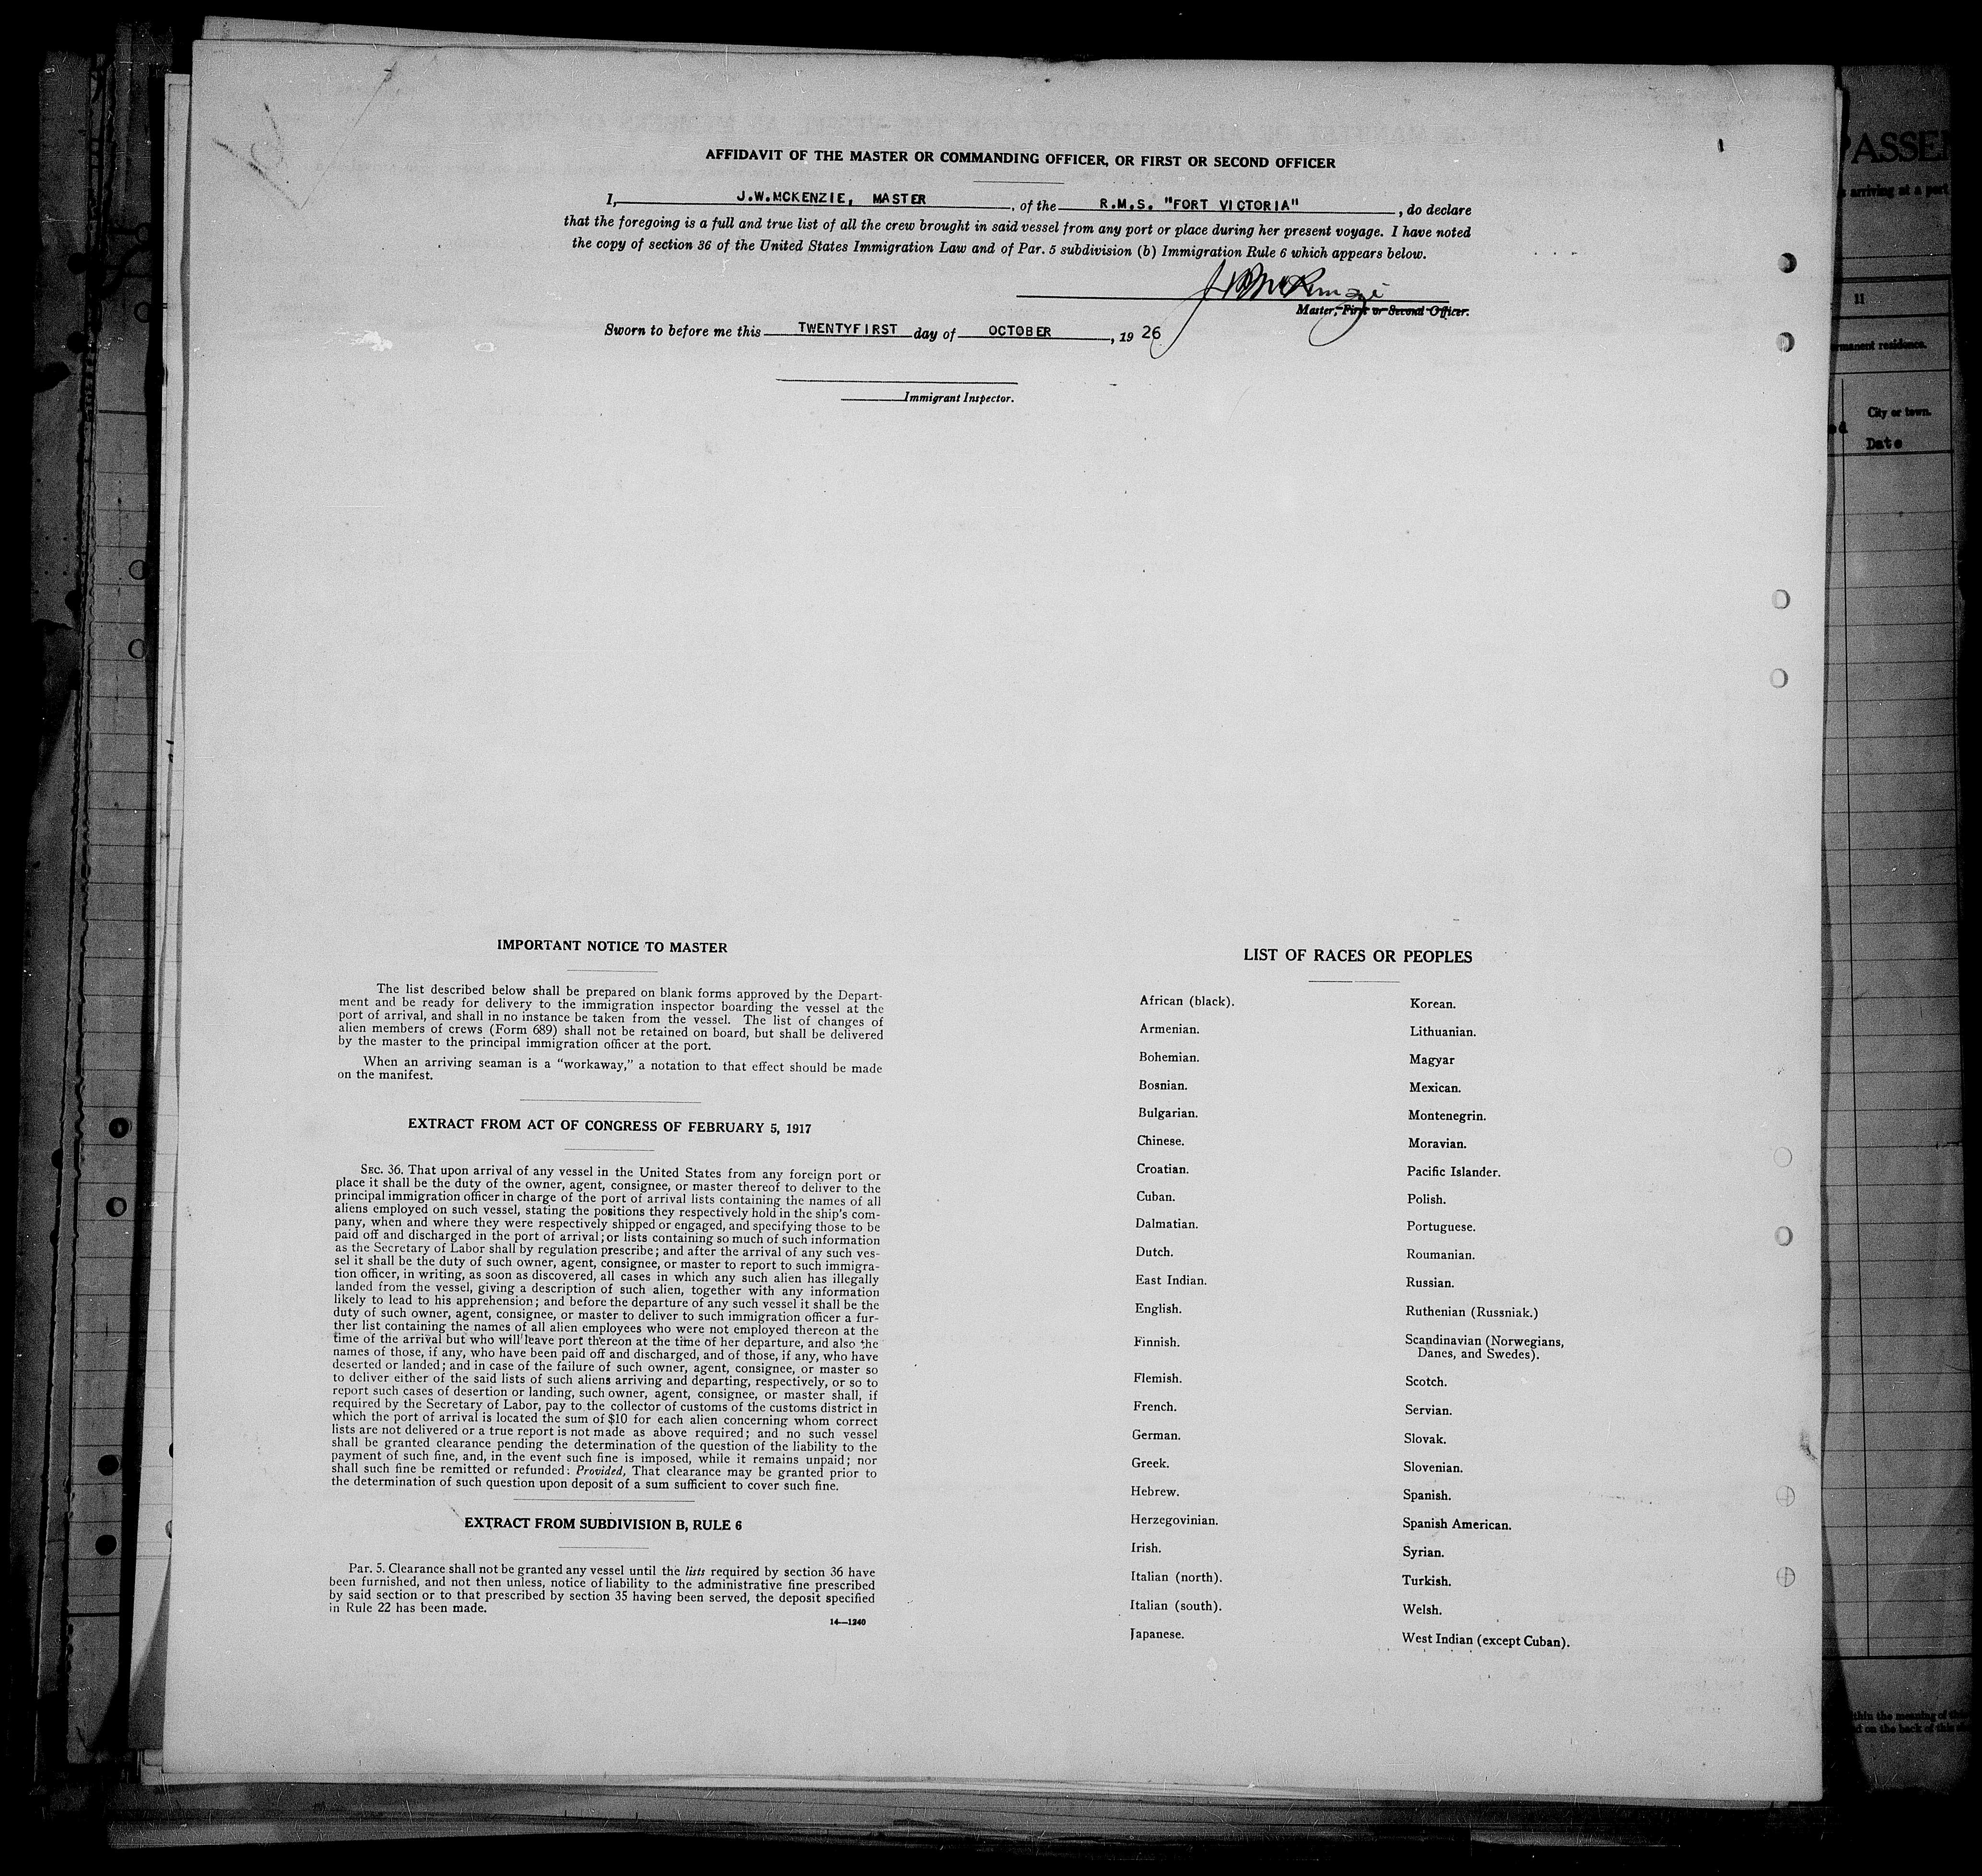 AFFIDAVIT OF THE MASTER OR COMMANDING OFFICER, OR FIRST OR SECOND OFFICER
I, J.W.MCKENZIE, MASTER, of the R.M.S. "FORT VICTORIA", do declare
that the foregoing is a full and true list of all the crew brought in said vessel from any port or place during her present voyage. I have noted
the copy of section 36 of the United States Immigration Law and of Par. 5 subdivision (b) Immigration Rule 6 which appears below.
J W McKenzie
Master, First or Second Officer.
Sworn to before me this TWENTYFIRST day of OCTOBER, 19 26
Immigrant Inspector.
IMPORTANT NOTICE TO MASTER
The list described below shall be prepared on blank forms approved by the Depart-
ment and be ready for delivery to the immigration inspector boarding the vessel at the
port of arrival, and shall in no instance be taken from the vessel. The list of changes of
alien members of crews (Form 689) shall not be retained on board, but shall be delivered
by the master to the principal immigration officer at the port.
When an arriving seaman is a "workaway," a notation to that effect should be made
on the manifest.
EXTRACT FROM ACT OF CONGRESS OF FEBRUARY 5, 1917
SEC. 36. That upon arrival of any vessel in the United States from any foreign port or
place it shall be the duty of the owner, agent, consignee, or master thereof to deliver to the
principal immigration officer in charge of the port of arrival lists containing the names of all
aliens employed on such vessel, stating the positions they respectively hold in the ship's com-
pany, when and where they were respectively shipped or engaged, and specifying those to be
paid off and discharged in the port of arrival; or lists containing so much of such information
as the Secretary of Labor shall by regulation prescribe; and after the arrival of any such ves-
sel it shall be the duty of such owner, agent, consignee, or master to report to such immigra-
tion officer, in writing, as soon as discovered, all cases in which any such alien has illegally
landed from the vessel, giving a description of such alien, together with any information
likely to lead to his apprehension; and before the departure of any such vessel it shall be the
duty of such owner, agent, consignee, or master to deliver to such immigration officer a fur-
ther list containing the names of all alien employees who were not employed thereon at the
time of the arrival but who will leave port thereon at the time of her departure, and also the
names of those, if any, who have been paid off and discharged, and of those, if any, who have
deserted or landed; and in case of the failure of such owner, agent, consignee, or master so
to deliver either of the said lists of such aliens arriving and departing, respectively, or so to
report such cases of desertion or landing, such owner, agent, consignee, or master shall, if
required by the Secretary of Labor, pay to the collector of customs of the customs district in
which the port of arrival is located the sum of $10 for each alien concerning whom correct
lists are not delivered or a true report is not made as above required; and no such vessel
shall be granted clearance pending the determination of the question of the liability to the
payment of such fine, and, in the event such fine is imposed, while it remains unpaid; nor
shall such fine be remitted or refunded: Provided, That clearance may be granted prior to
the determination of such question upon deposit of a sum sufficient to cover such fine.
EXTRACT FROM SUBDIVISION B, RULE 6
Par. 5. Clearance shall not be granted any vessel until the lists required by section 36 have
been furnished, and not then unless, notice of liability to the administrative fine prescribed
by said section or to that prescribed by section 35 having been served, the deposit specified
in Rule 22 has been made.
14—1240
LIST OF RACES OR PEOPLES
African (black).
Armenian.
Bohemian.
Bosnian.
Bulgarian.
Chinese.
Croatian.
Cuban.
Dalmatian.
Dutch.
East Indian.
English.
Finnish.
Flemish.
French.
German.
Greek.
Hebrew.
Herzegovinian.
Irish.
Italian (north).
Italian (south).
Japanese.
Korean.
Lithuanian.
Magyar
Mexican.
Montenegrin.
Moravian.
Pacific Islander.
Polish.
Portuguese.
Roumanian.
Russian.
Ruthenian (Russniak.)
Scandinavian (Norwegians,
Danes, and Swedes).
Scotch.
Servian.
Slovak.
Slovenian.
Spanish.
Spanish American.
Syrian.
Turkish.
Welsh.
West Indian (except Cuban).
PASSEN
arriving at a port
11
permanent residence.
City or town.
Date
within the meaning of this
on the back of this